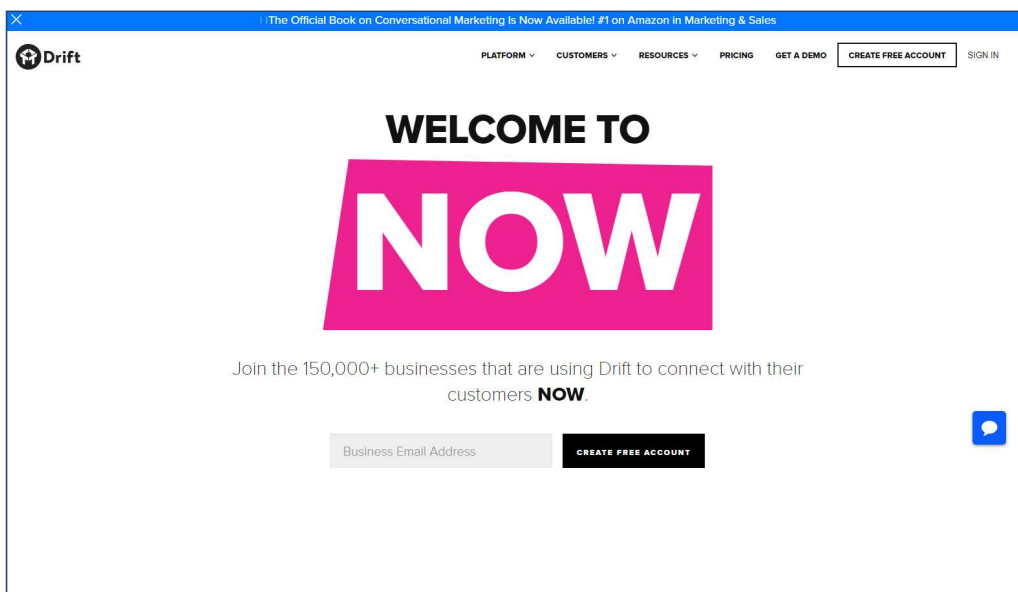 The Official Book on Conversational Marketing Is Now Available! #1 on Amazon in Marketing & Sales
Drift
PLATFORM
CUSTOMERS
RESOURCES
PRICING
GET A DEMO
CREATE FREE ACCOUNT
SIGN IN
WELCOME TO
NOW
Join the 150,000+ businesses that are using Drift to connect with their
customers NOW.
Business Email Address
CREATE FREE ACCOUNT